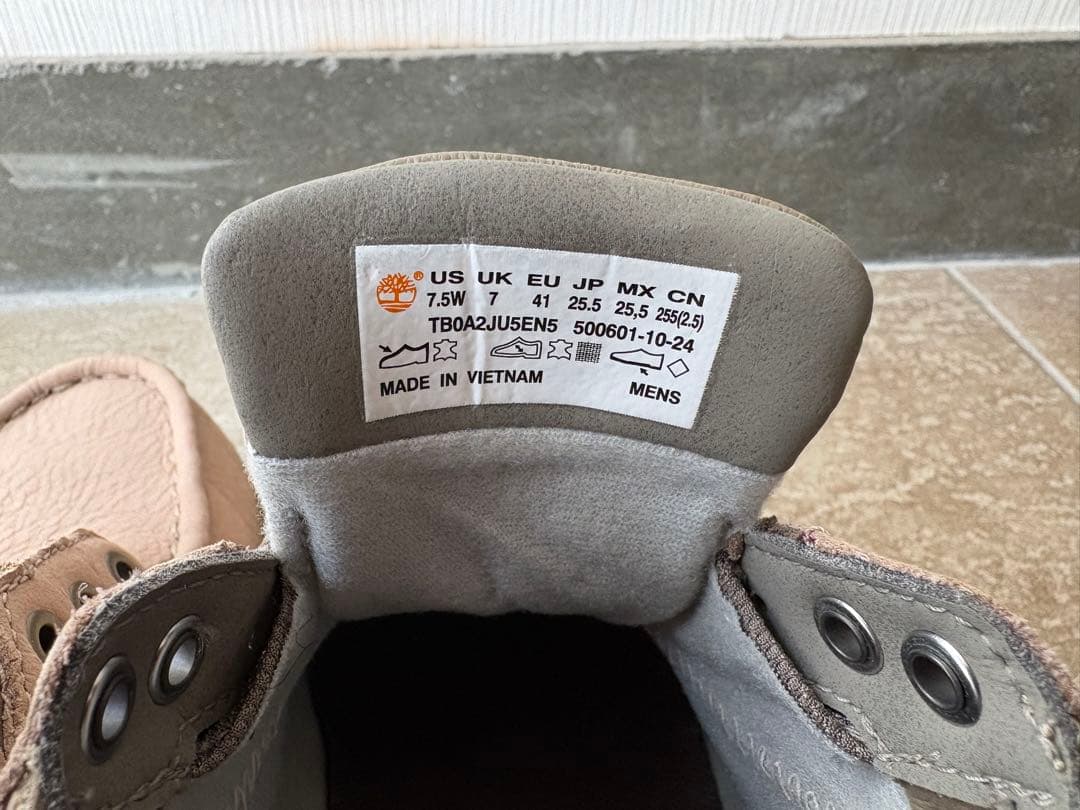 ® US UK EU JP MX CN
7.5W 7 41 25.5 25,5 255(2.5)
TB0A2JU5EN5 500601-10-24
MADE IN VIETNAM MENS